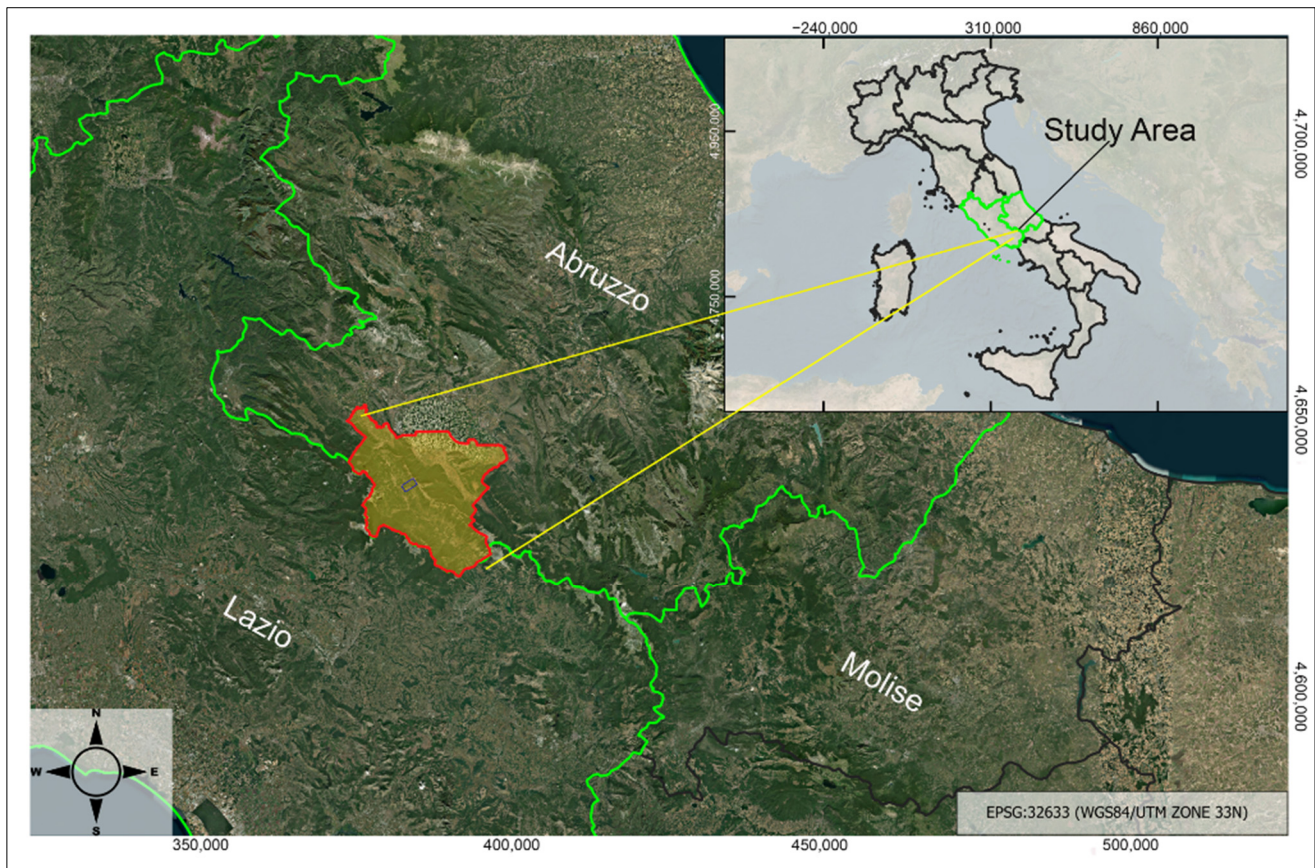 −240,000
310,000
860,000
4,960,000
4,750,000
Study Area
4,700,000
4,650,000
4,600,000
Abruzzo
Lazio
Molise
N
W
E
S
EPSG:32633 (WGS84/UTM ZONE 33N)
350,000
400,000
450,000
500,000